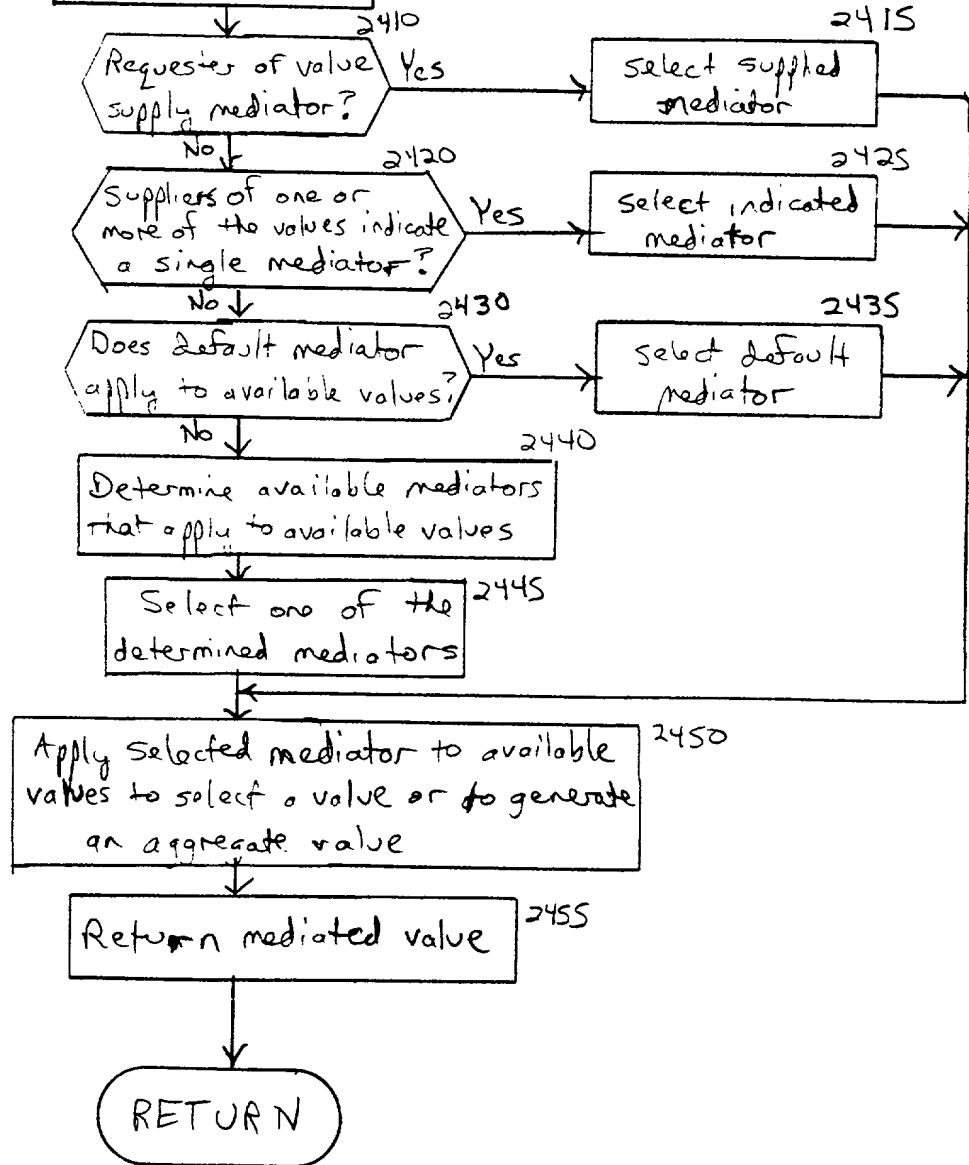 2410
Requester of value
supply mediator?
Yes
2415
select supplied
mediator
No
2420
Suppliers of one or
more of the values indicate
a single mediator?
Yes
2425
select indicated
mediator
No
2430
Does default mediator
apply to available values?
Yes
2435
select default
mediator
No
2440
Determine available mediators
that apply to available values
2445
Select one of the
determined mediators
2450
Apply selected mediator to available
values to select a value or to generate
an aggregate value
2455
Return mediated value
RETURN